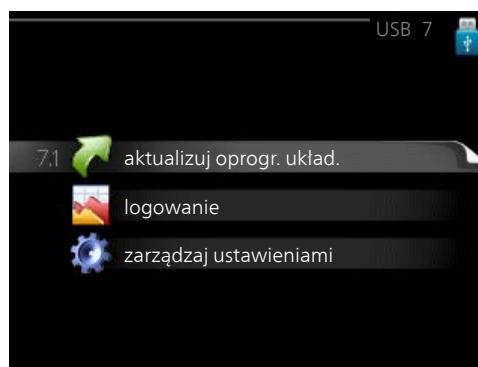 USB 7
7.1 aktualizuj oprogr. układ.
logowanie
zarządzaj ustawieniami